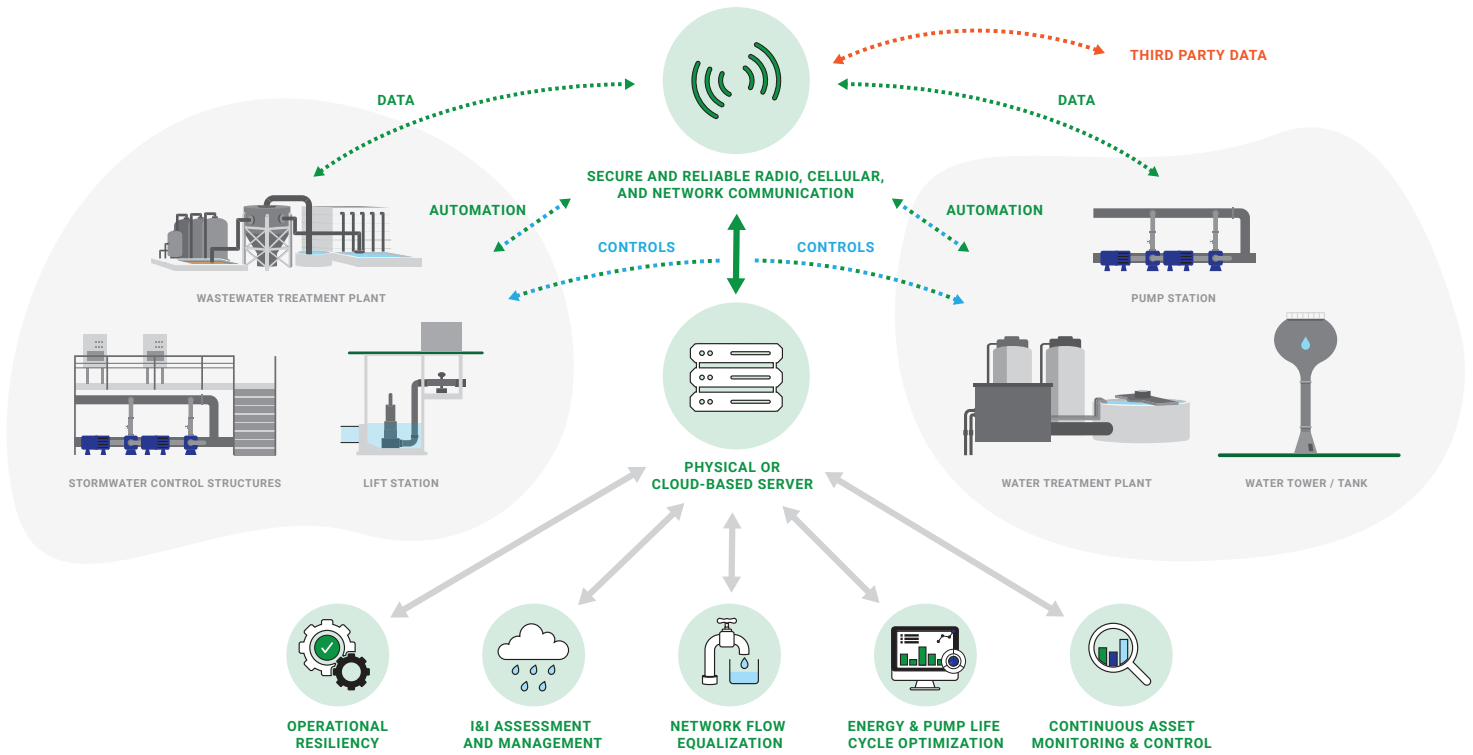 THIRD PARTY DATA
DATA
DATA
SECURE AND RELIABLE RADIO, CELLULAR,
AND NETWORK COMMUNICATION
AUTOMATION
AUTOMATION
CONTROLS
CONTROLS
WASTEWATER TREATMENT PLANT
PUMP STATION
STORMWATER CONTROL STRUCTURES
LIFT STATION
PHYSICAL OR
CLOUD-BASED SERVER
WATER TREATMENT PLANT
WATER TOWER / TANK
OPERATIONAL
RESILIENCY
I&I ASSESSMENT
AND MANAGEMENT
NETWORK FLOW
EQUALIZATION
ENERGY & PUMP LIFE
CYCLE OPTIMIZATION
CONTINUOUS ASSET
MONITORING & CONTROL